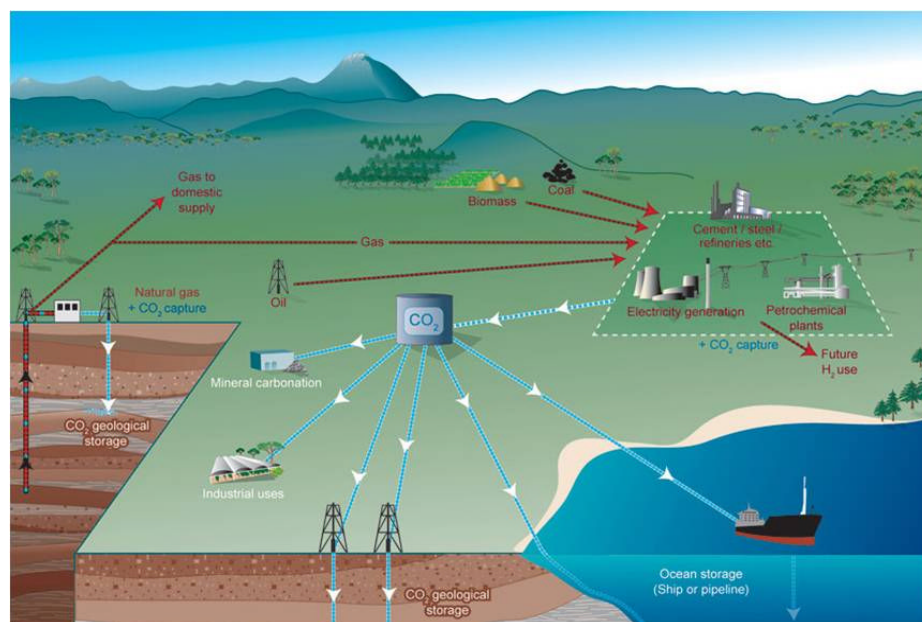 Gas to
domestic
supply
Coal
Biomass
Cement / steel /
refineries etc.
Gas
Oil
Natural gas
+ CO₂ capture
Electricity generation
Petrochemical
plants
CO₂
+ CO₂ capture
Future
H₂ use
Mineral carbonation
CO₂ geological
storage
Industrial uses
Ocean storage
(Ship or pipeline)
CO₂ geological
storage